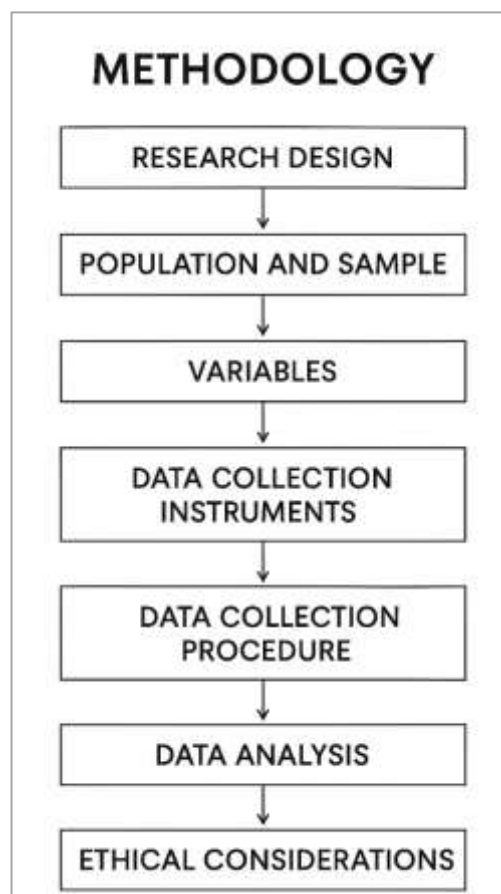 METHODOLOGY
RESEARCH DESIGN
POPULATION AND SAMPLE
VARIABLES
DATA COLLECTION
INSTRUMENTS
DATA COLLECTION
PROCEDURE
DATA ANALYSIS
ETHICAL CONSIDERATIONS